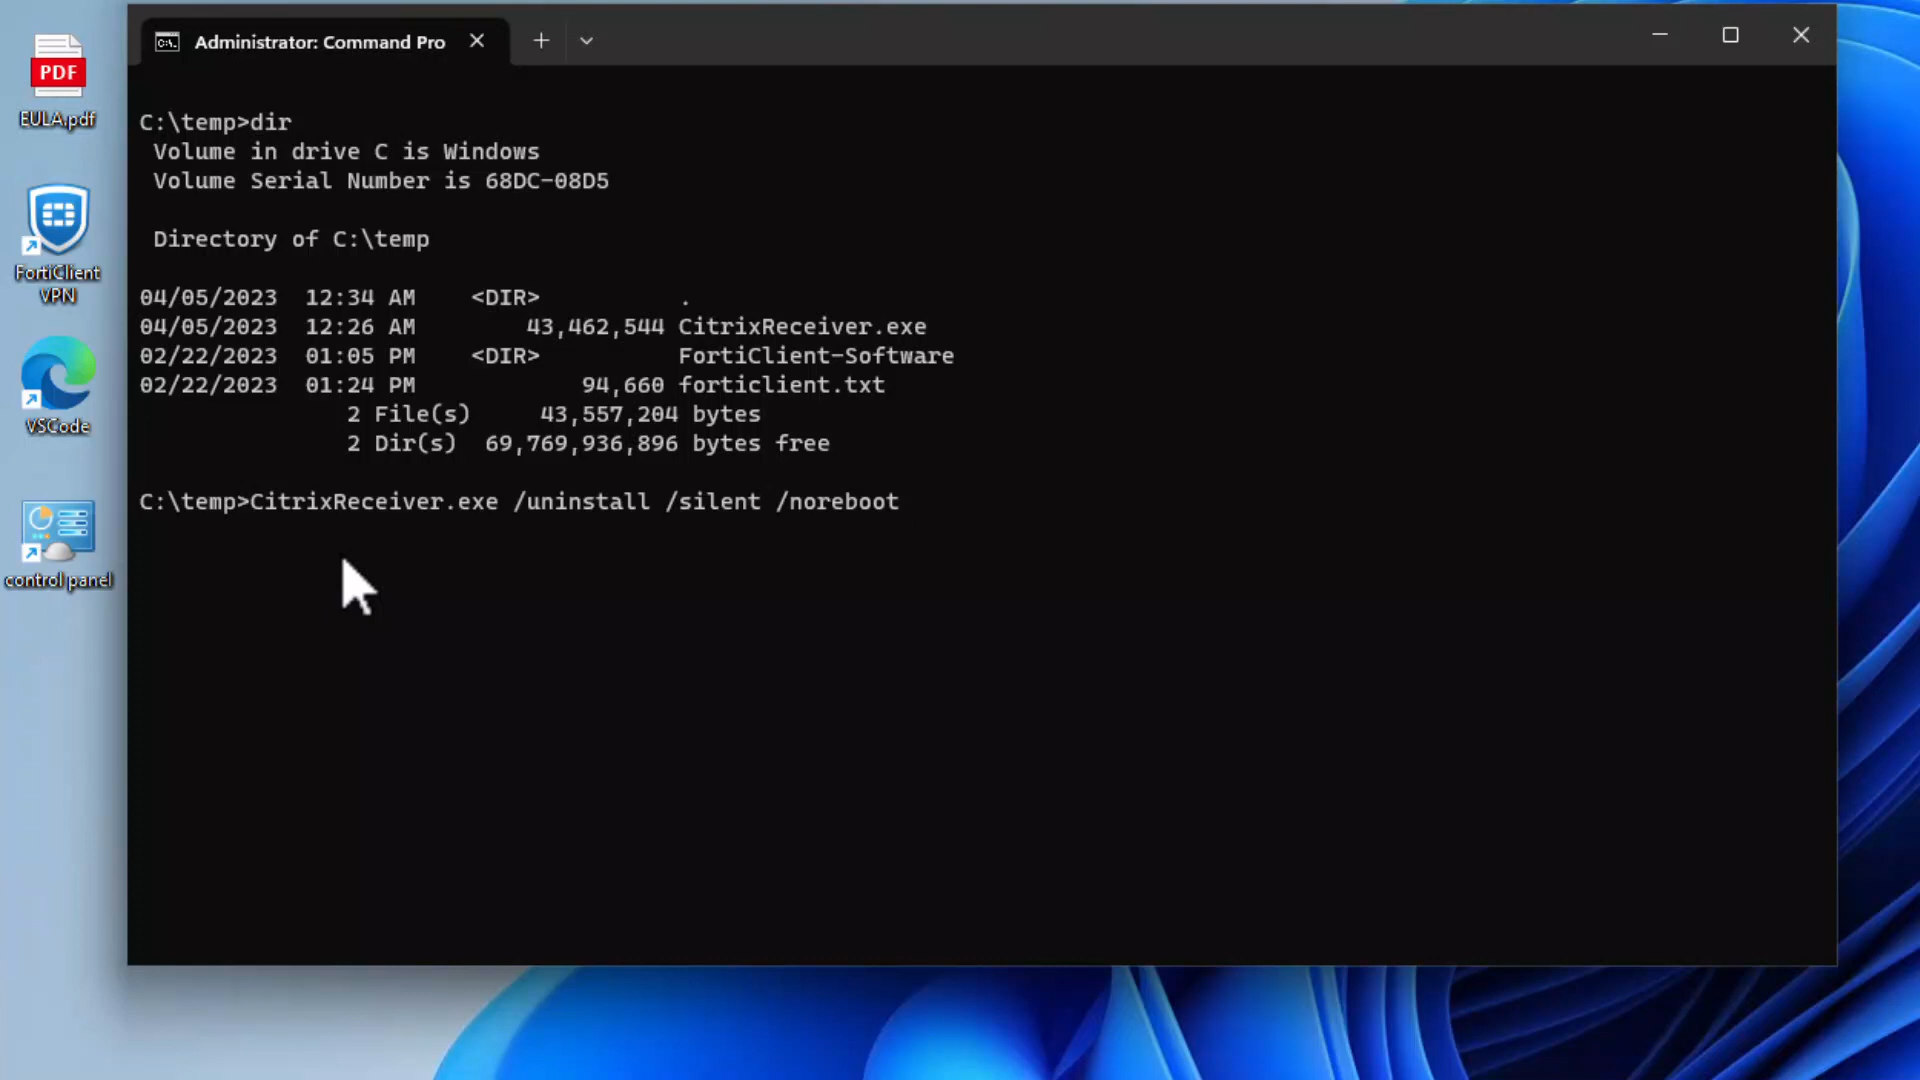 PDF
EULA.pdf
FortiClient
VPN
VSCode
control panel
Administrator: Command Pro
C:\temp>dir
 Volume in drive C is Windows
 Volume Serial Number is 68DC-08D5
 Directory of C:\temp
04/05/2023  12:34 AM    <DIR>          .
04/05/2023  12:26 AM        43,462,544 CitrixReceiver.exe
02/22/2023  01:05 PM    <DIR>          FortiClient-Software
02/22/2023  01:24 PM            94,660 forticlient.txt
               2 File(s)     43,557,204 bytes
               2 Dir(s)  69,769,936,896 bytes free
C:\temp>CitrixReceiver.exe /uninstall /silent /noreboot